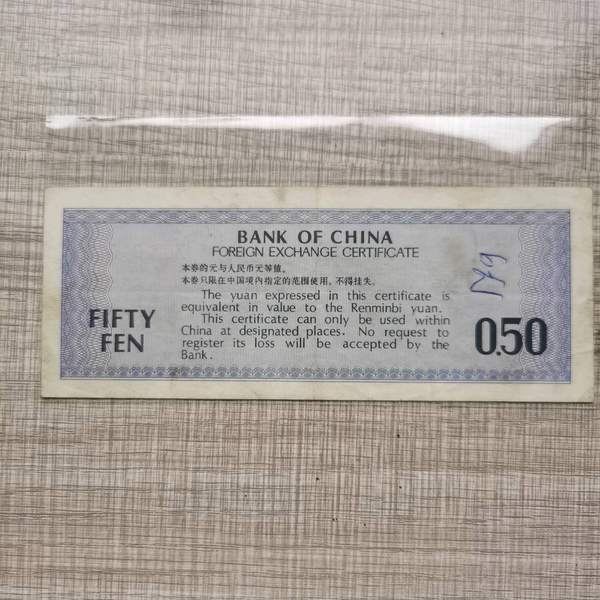 BANK OF CHINA
FOREIGN EXCHANGE CERTIFICATE
本券的元与人民币元等值。
本券只限在中国境内指定的范围使用，不得挂失。
The yuan expressed in this certificate is
equivalent in value to the Renminbi yuan.
This certificate can only be used within
China at designated places. No request to
register its loss will be accepted by the
Bank.
FIFTY
FEN
0.50